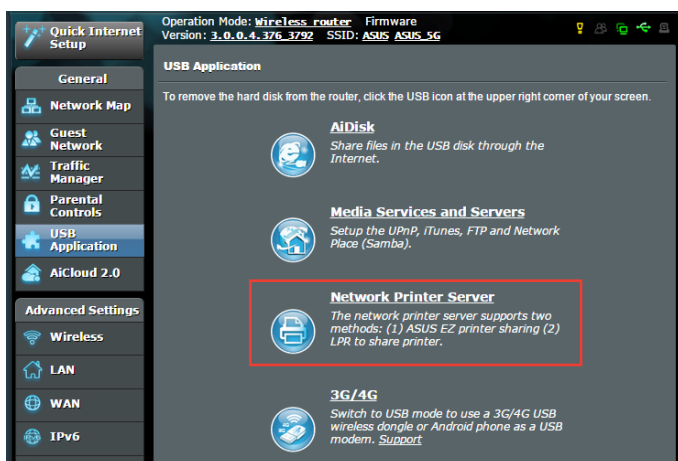 Quick Internet
Setup
Operation Mode: Wireless router Firmware
Version: 3.0.0.4.376_3792 SSID: ASUS ASUS_5G
General
Network Map
Guest
Network
Traffic
Manager
Parental
Controls
USB
Application
AiCloud 2.0
Advanced Settings
Wireless
LAN
WAN
IPv6
USB Application
To remove the hard disk from the router, click the USB icon at the upper right corner of your screen.
AiDisk
Share files in the USB disk through the
Internet.
Media Services and Servers
Setup the UPnP, iTunes, FTP and Network
Place (Samba).
Network Printer Server
The network printer server supports two
methods: (1) ASUS EZ printer sharing (2)
LPR to share printer.
3G/4G
Switch to USB mode to use a 3G/4G USB
wireless dongle or Android phone as a USB
modem. Support